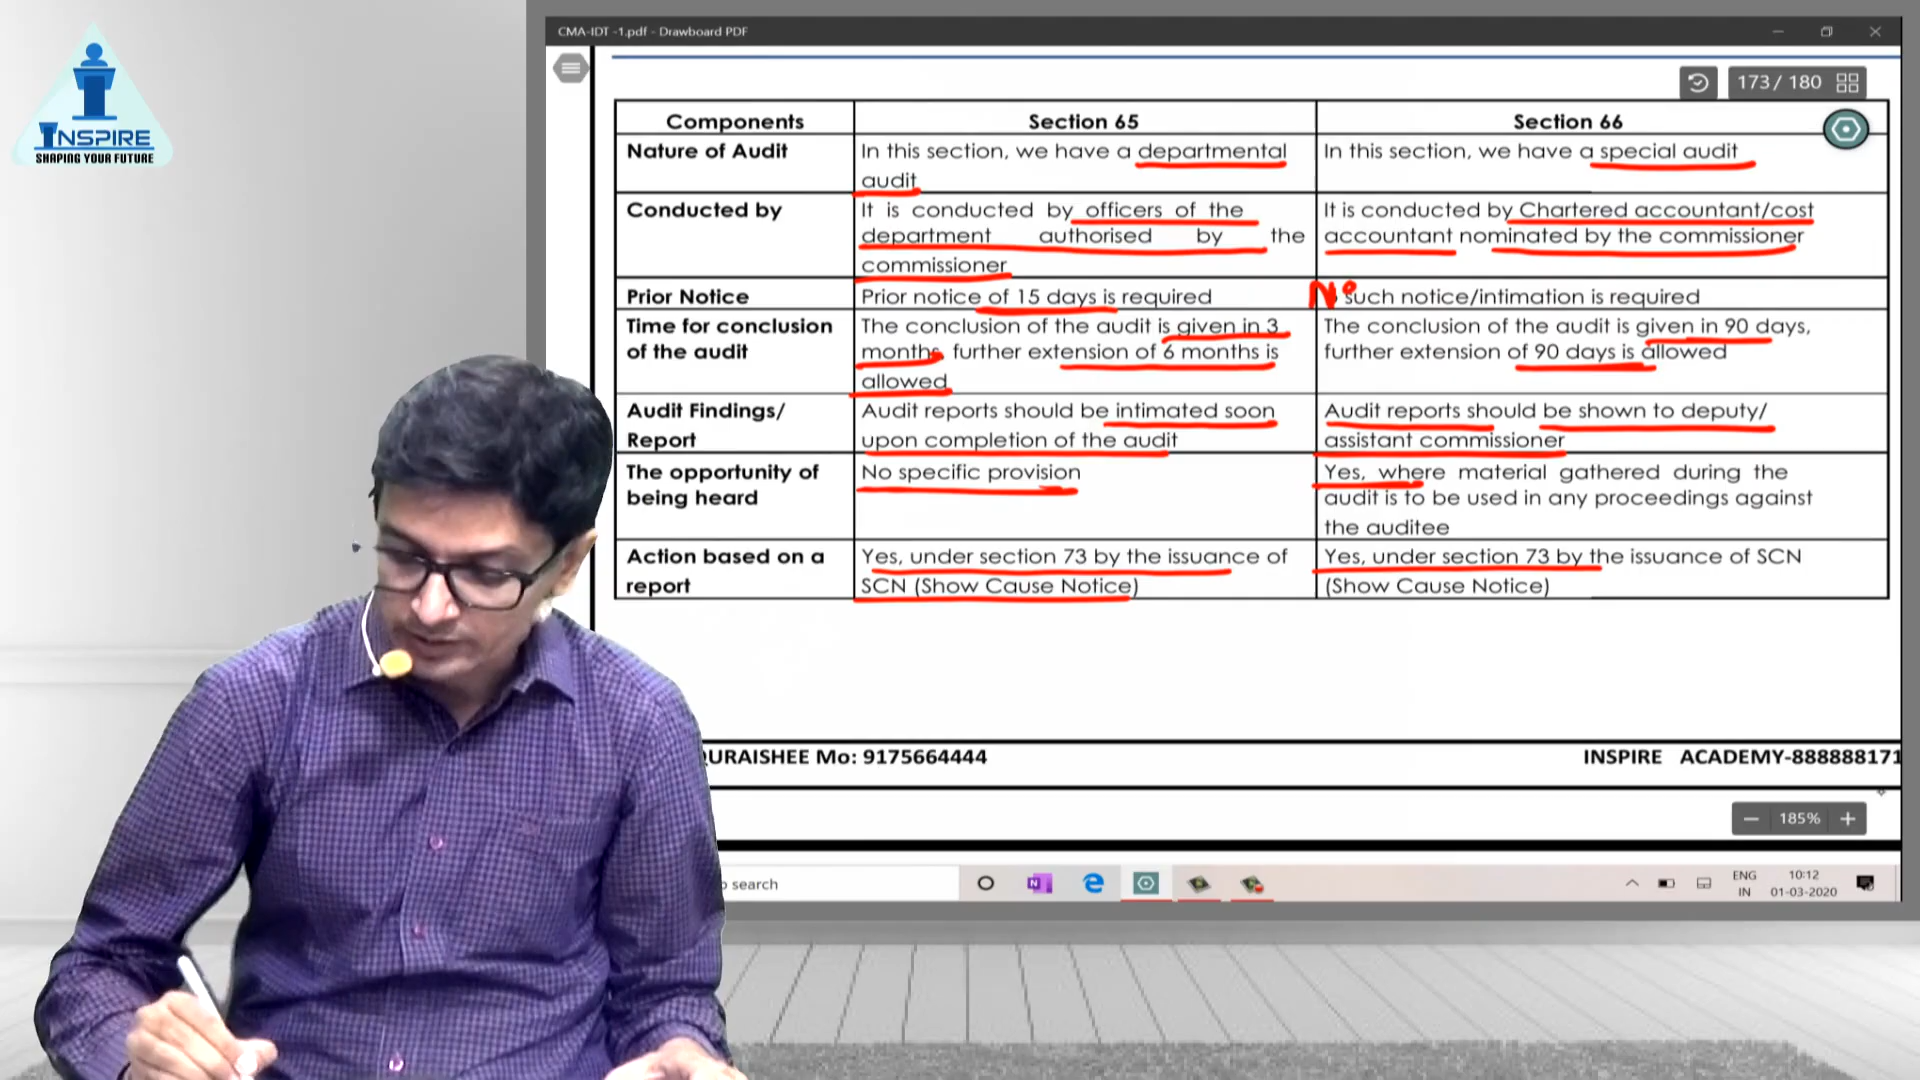 INSPIRE
SHAPING YOUR FUTURE
CMA-IDT -1.pdf - Drawboard PDF
173 / 180
Components Section 65 Section 66
Nature of Audit In this section, we have a departmental In this section, we have a special audit
audit
Conducted by It is conducted by officers of the It is conducted by Chartered accountant/cost
department authorised by the accountant nominated by the commissioner
commissioner
Prior Notice Prior notice of 15 days is required No such notice/intimation is required
Time for conclusion The conclusion of the audit is given in 3 The conclusion of the audit is given in 90 days,
of the audit months, further extension of 6 months is further extension of 90 days is allowed
allowed
Audit Findings/ Audit reports should be intimated soon Audit reports should be shown to deputy/
Report upon completion of the audit assistant commissioner
The opportunity of No specific provision Yes, where material gathered during the
being heard audit is to be used in any proceedings against
the auditee
Action based on a Yes, under section 73 by the issuance of Yes, under section 73 by the issuance of SCN
report SCN (Show Cause Notice) (Show Cause Notice)
QURAISHEE Mo: 9175664444 INSPIRE ACADEMY-888888171
185%
search
ENG 10:12
IN 01-03-2020